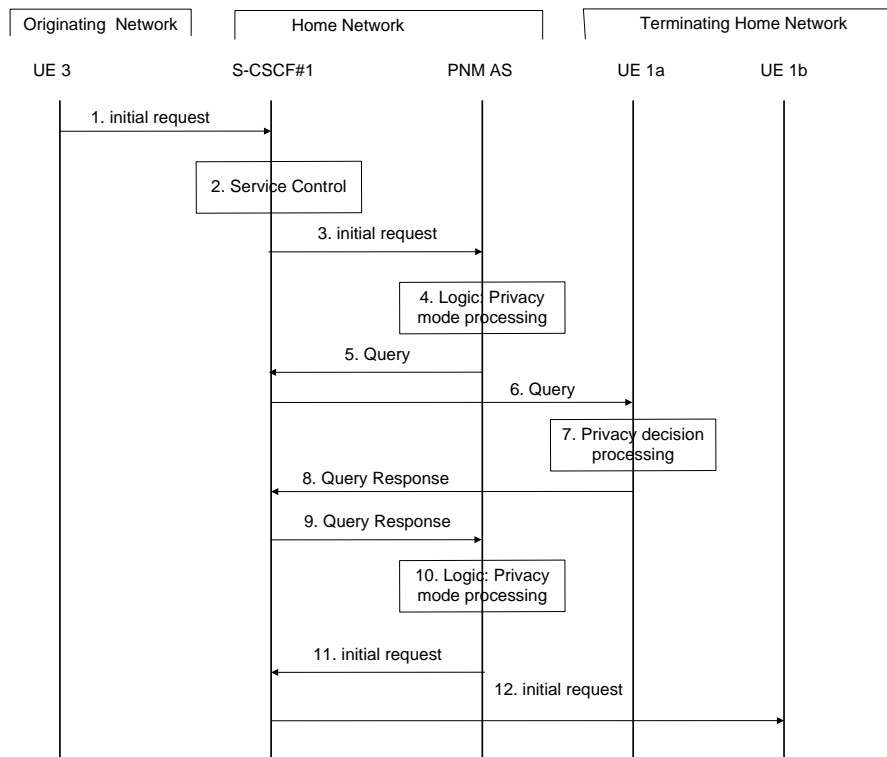 Originating  Network
Home Network
Terminating Home Network
UE 3
S-CSCF#1
PNM AS
UE 1a
UE 1b
1. initial request
2. Service Control
3. initial request
4. Logic: Privacy
mode processing
5. Query
6. Query
7. Privacy decision
processing
8. Query Response
9. Query Response
10. Logic: Privacy
mode processing
11. initial request
12. initial request